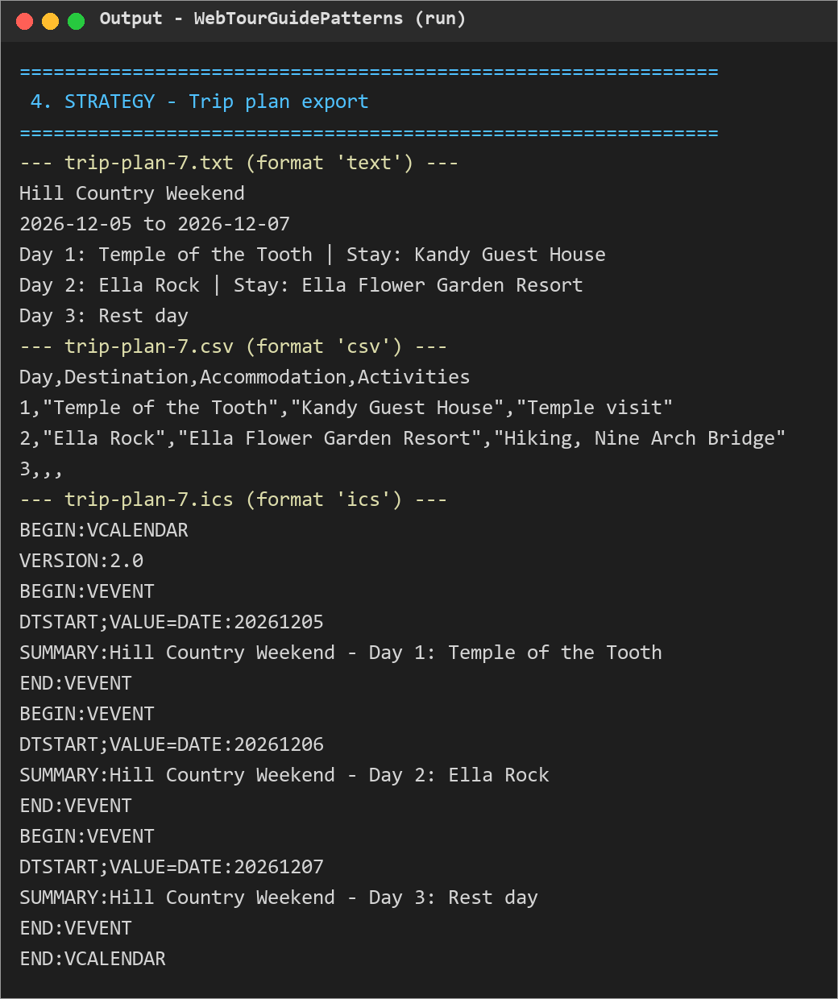 Output - WebTourGuidePatterns (run)
==============================================================
4. STRATEGY - Trip plan export
==============================================================
--- trip-plan-7.txt (format 'text') ---
Hill Country Weekend
2026-12-05 to 2026-12-07
Day 1: Temple of the Tooth | Stay: Kandy Guest House
Day 2: Ella Rock | Stay: Ella Flower Garden Resort
Day 3: Rest day
--- trip-plan-7.csv (format 'csv') ---
Day,Destination,Accommodation,Activities
1,"Temple of the Tooth","Kandy Guest House","Temple visit"
2,"Ella Rock","Ella Flower Garden Resort","Hiking, Nine Arch Bridge"
3,,,
--- trip-plan-7.ics (format 'ics') ---
BEGIN:VCALENDAR
VERSION:2.0
BEGIN:VEVENT
DTSTART;VALUE=DATE:20261205
SUMMARY:Hill Country Weekend - Day 1: Temple of the Tooth
END:VEVENT
BEGIN:VEVENT
DTSTART;VALUE=DATE:20261206
SUMMARY:Hill Country Weekend - Day 2: Ella Rock
END:VEVENT
BEGIN:VEVENT
DTSTART;VALUE=DATE:20261207
SUMMARY:Hill Country Weekend - Day 3: Rest day
END:VEVENT
END:VCALENDAR